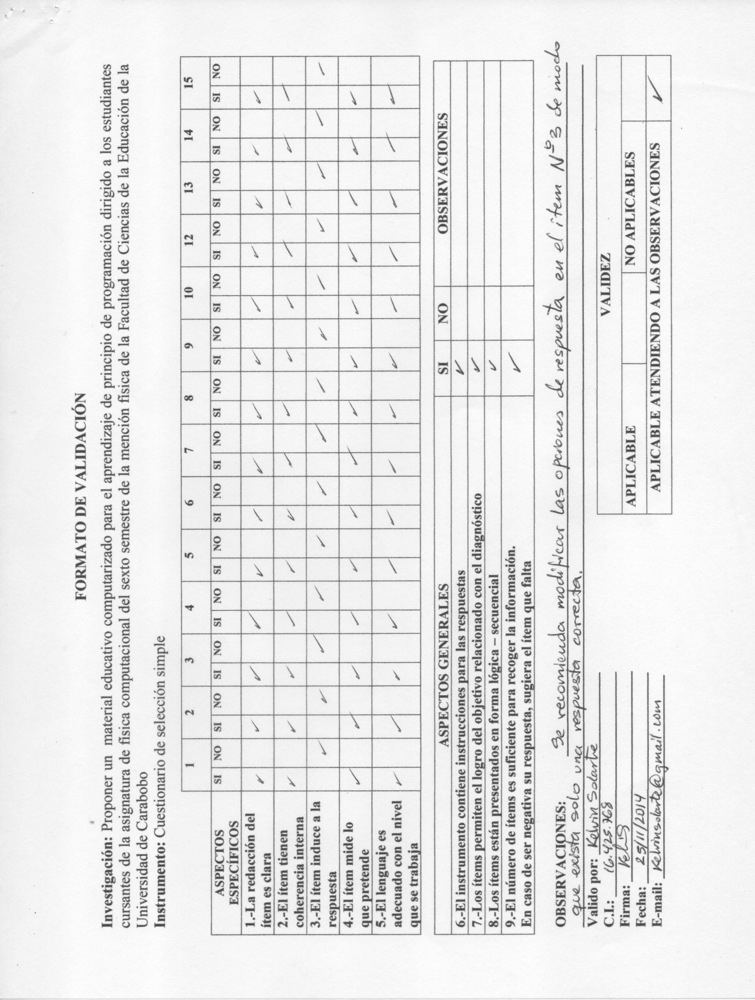 FORMATO DE VALIDACIÓN
Investigación: Proponer un material educativo computarizado para el aprendizaje de principio de programación dirigido a los estudiantes
cursantes de la asignatura de física computacional del sexto semestre de la mención física de la Facultad de Ciencias de la Educación de la
Universidad de Carabobo
Instrumento: Cuestionario de selección simple
1 2 3 4 5 6 7 8 9 10 12 13 14 15
ASPECTOS ESPECÍFICOS SI NO SI NO SI NO SI NO SI NO SI NO SI NO SI NO SI NO SI NO SI NO SI NO SI NO SI NO
1.-La redacción del
ítem es clara
✓ ✓ ✓ ✓ ✓ ✓ ✓ ✓ ✓ ✓ ✓ ✓ ✓ ✓
2.-El ítem tienen
coherencia interna
✓ ✓ ✓ ✓ ✓ ✓ ✓ ✓ ✓ ✓ ✓ ✓ ✓ ✓
3.-El ítem induce a la
respuesta
✓ ✓ ✓ ✓ ✓ ✓ ✓ ✓ ✓ ✓ ✓ ✓ ✓ ✓
4.-El ítem mide lo
que pretende
✓ ✓ ✓ ✓ ✓ ✓ ✓ ✓ ✓ ✓ ✓ ✓ ✓ ✓
5.-El lenguaje es
adecuado con el nivel
que se trabaja
✓ ✓ ✓ ✓ ✓ ✓ ✓ ✓ ✓ ✓ ✓ ✓ ✓ ✓
ASPECTOS GENERALES SI NO OBSERVACIONES
6.-El instrumento contiene instrucciones para las respuestas ✓
7.-Los ítems permiten el logro del objetivo relacionado con el diagnóstico ✓
8.-Los ítems están presentados en forma lógica – secuencial ✓
9.-El número de ítems es suficiente para recoger la información. ✓
En caso de ser negativa su respuesta, sugiera el ítem que falta
OBSERVACIONES: Se recomienda modificar las opciones de respuesta en el ítem Nº 3 de modo
que exista solo una respuesta correcta.
Valido por: Kelvin Solarte
C.I.: 16.425.768
Firma:
Fecha: 25/11/2014
E-mail: Kelvinsolarte@gmail.com
VALIDEZ
APLICABLE NO APLICABLES
APLICABLE ATENDIENDO A LAS OBSERVACIONES ✓